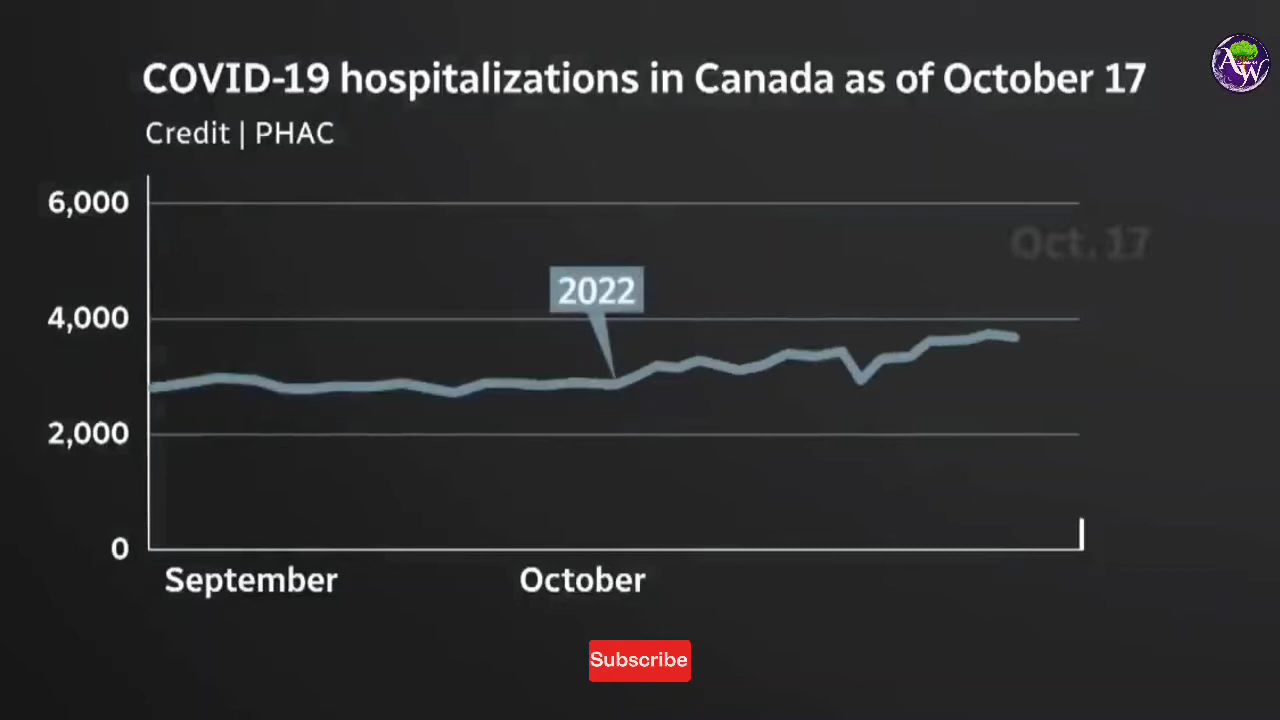 COVID-19 hospitalizations in Canada as of October 17
AW
Credit | PHAC
6,000
Oct. 17
2022
4,000
2,000
0
September
October
Subscribe